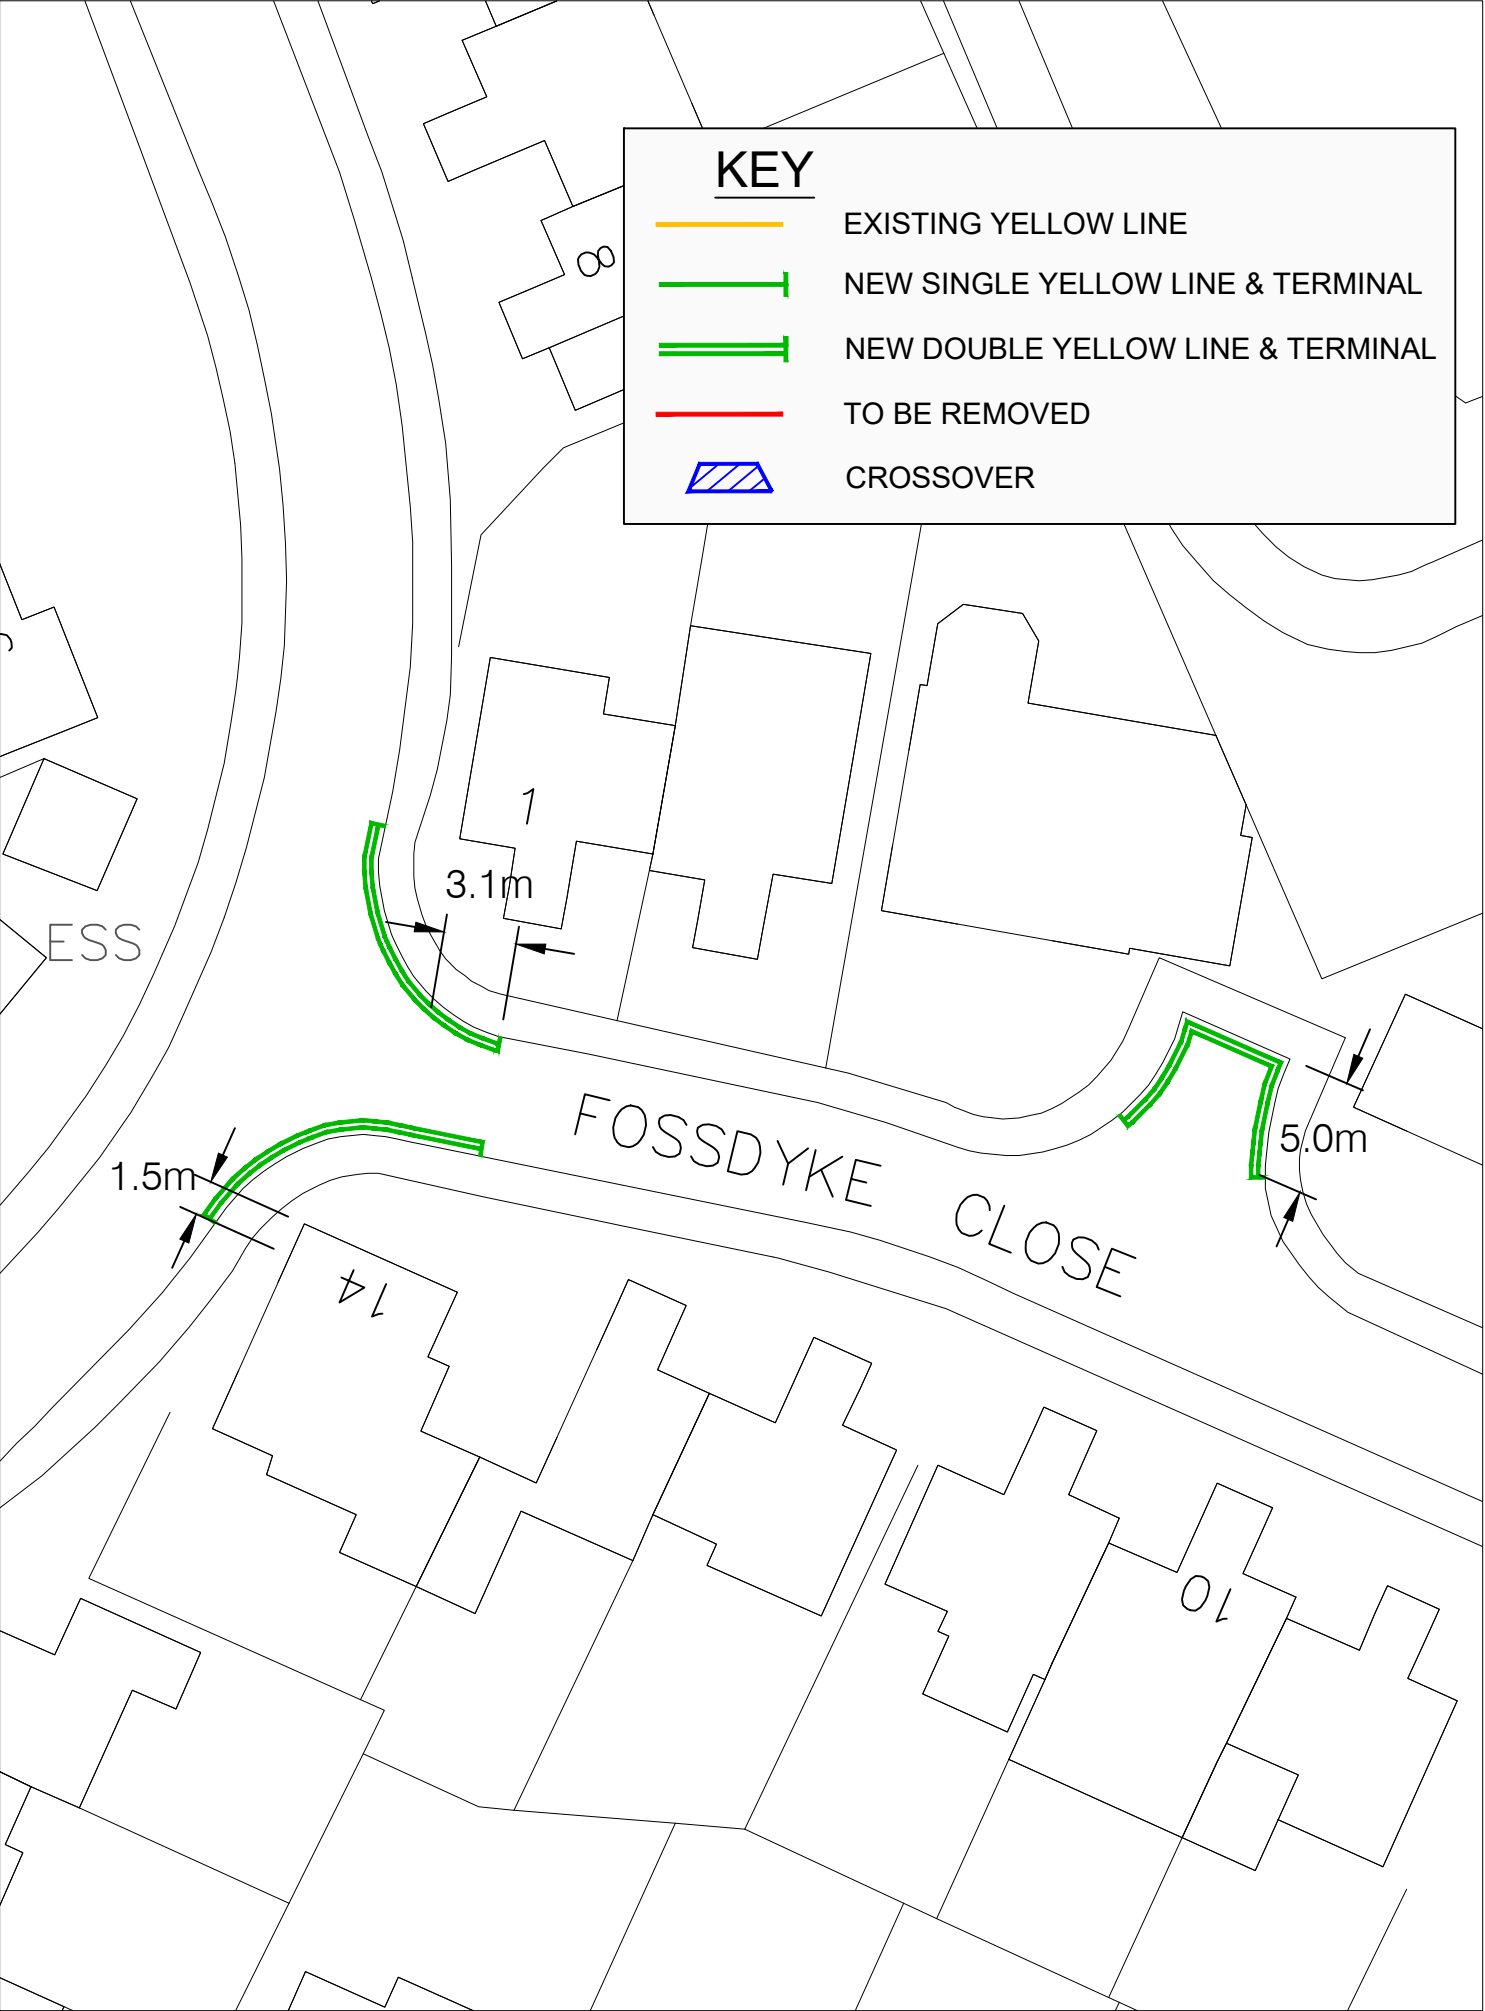 KEY
EXISTING YELLOW LINE
NEW SINGLE YELLOW LINE & TERMINAL
NEW DOUBLE YELLOW LINE & TERMINAL
TO BE REMOVED
CROSSOVER
8
1
3.1m
ESS
FOSSDYKE CLOSE
5.0m
1.5m
14
10